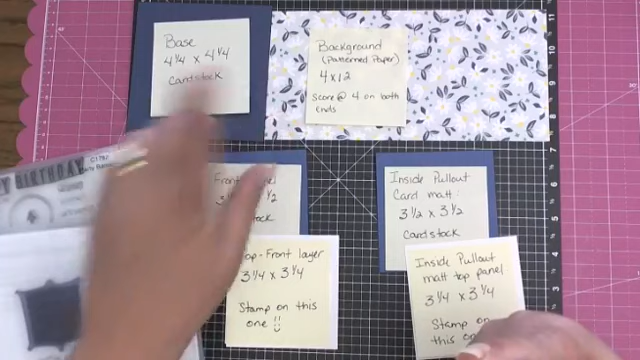 Base
4 1/4 x 4 1/4
Cardstock
Background
(Patterned Paper)
4 x 12
Score @ 4 on both
ends
Front
1/2
ck
Top-Front layer
3 1/4 x 3 1/4
Stamp on this
one
Inside Pullout
Card matt:
3 1/2 x 3 1/2
Cardstock
Inside Pullout
matt top panel:
3 1/4 x 3 1/4
Stamp on
this
BIRTHDAY